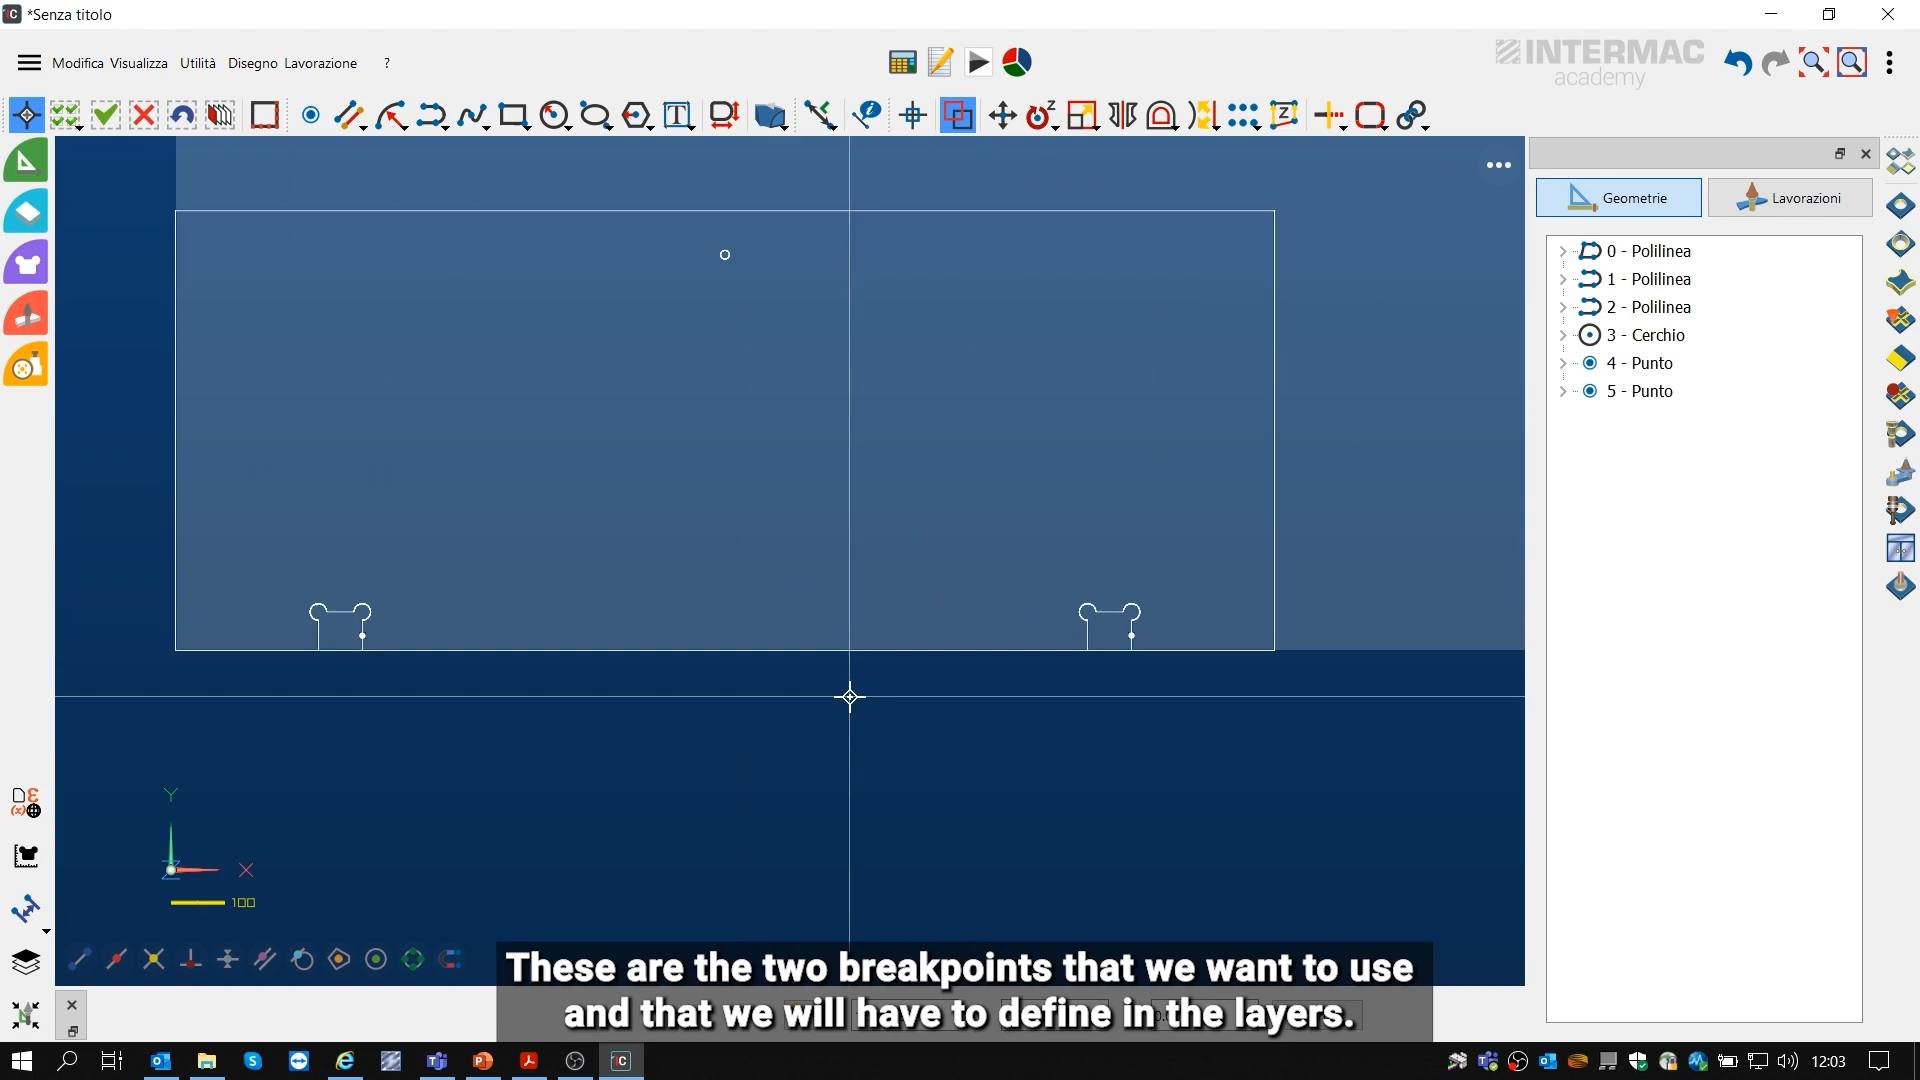 *Senza titolo
Modifica Visualizza Utilità Disegno Lavorazione ?
INTERMAC
academy
Geometrie
Lavorazioni
0 - Polilinea
1 - Polilinea
2 - Polilinea
3 - Cerchio
4 - Punto
5 - Punto
Y
X
Z
100
These are the two breakpoints that we want to use
and that we will have to define in the layers.
12:03